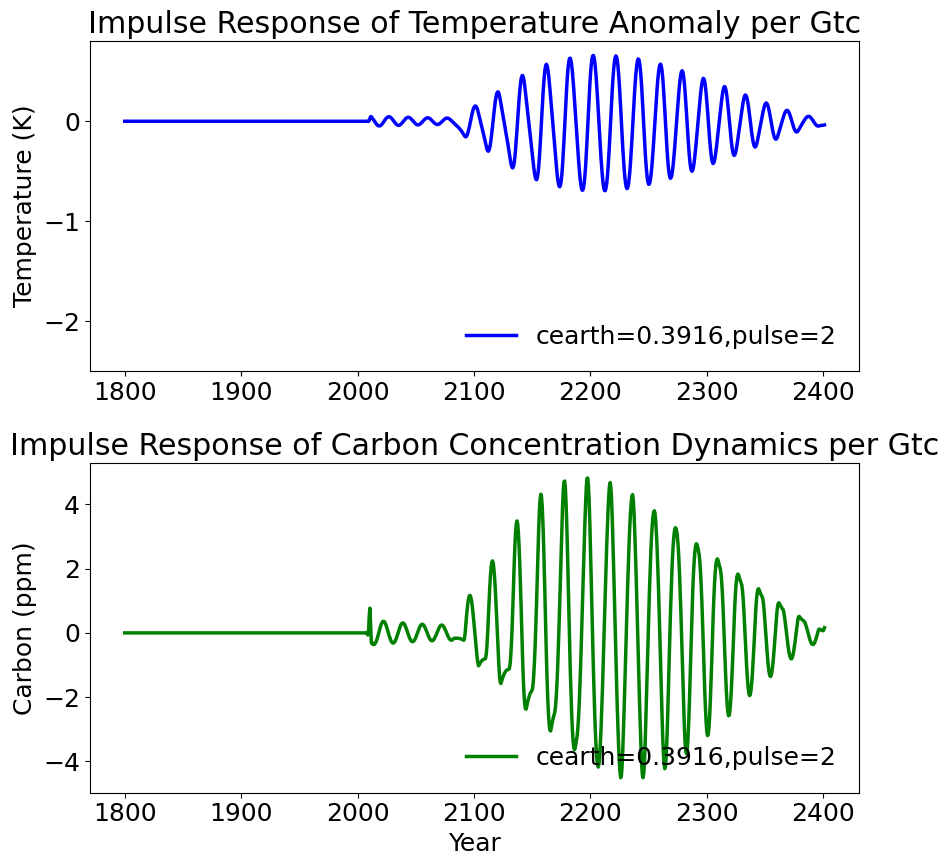 Impulse Response of Temperature Anomaly per Gtc
Temperature (K)
0
−1
−2
cearth=0.3916,pulse=2
1800 1900 2000 2100 2200 2300 2400
Impulse Response of Carbon Concentration Dynamics per Gtc
Carbon (ppm)
4
2
0
−2
−4
cearth=0.3916,pulse=2
1800 1900 2000 2100 2200 2300 2400
Year